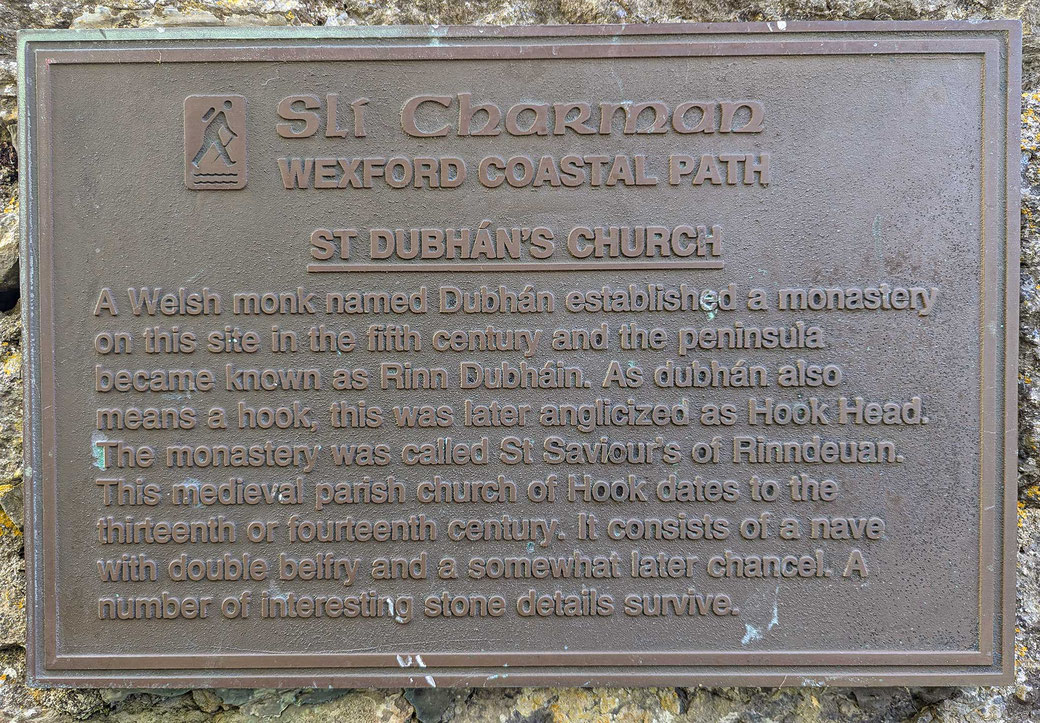 Slí Charman
WEXFORD COASTAL PATH
ST DUBHÁN'S CHURCH
A Welsh monk named Dubhán established a monastery
on this site in the fifth century and the peninsula
became known as Rinn Dubháin. As dubhán also
means a hook, this was later anglicized as Hook Head.
The monastery was called St Saviour's of Rinndeuan.
This medieval parish church of Hook dates to the
thirteenth or fourteenth century. It consists of a nave
with double belfry and a somewhat later chancel. A
number of interesting stone details survive.